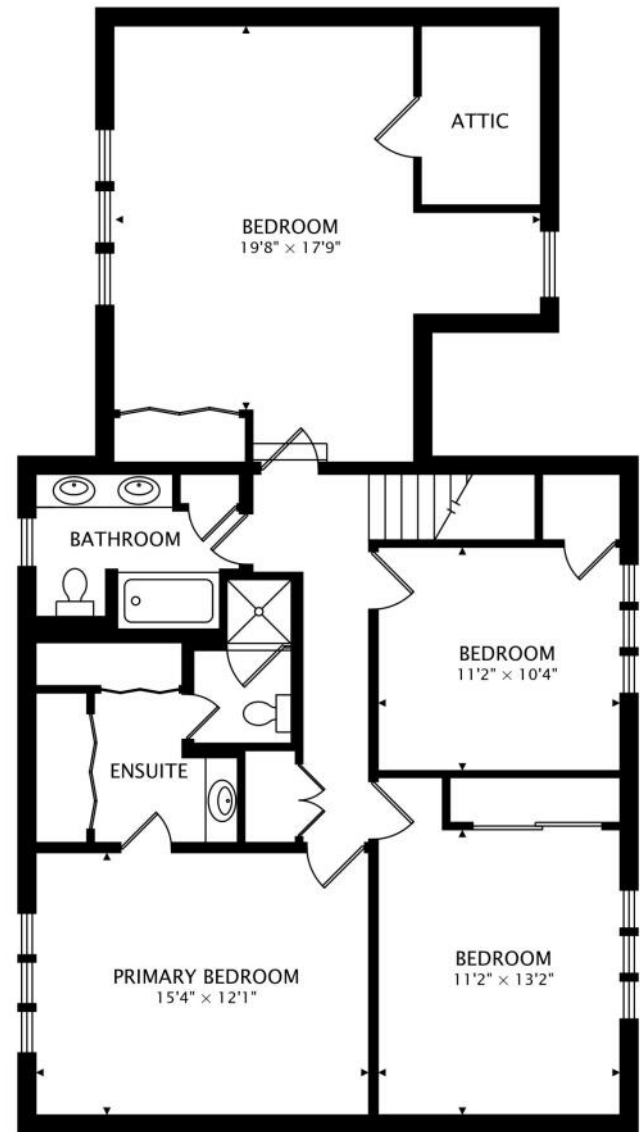 ATTIC
BEDROOM
19'8" × 17'9"
BATHROOM
BEDROOM
11'2" × 10'4"
ENSUITE
PRIMARY BEDROOM
15'4" × 12'1"
BEDROOM
11'2" × 13'2"